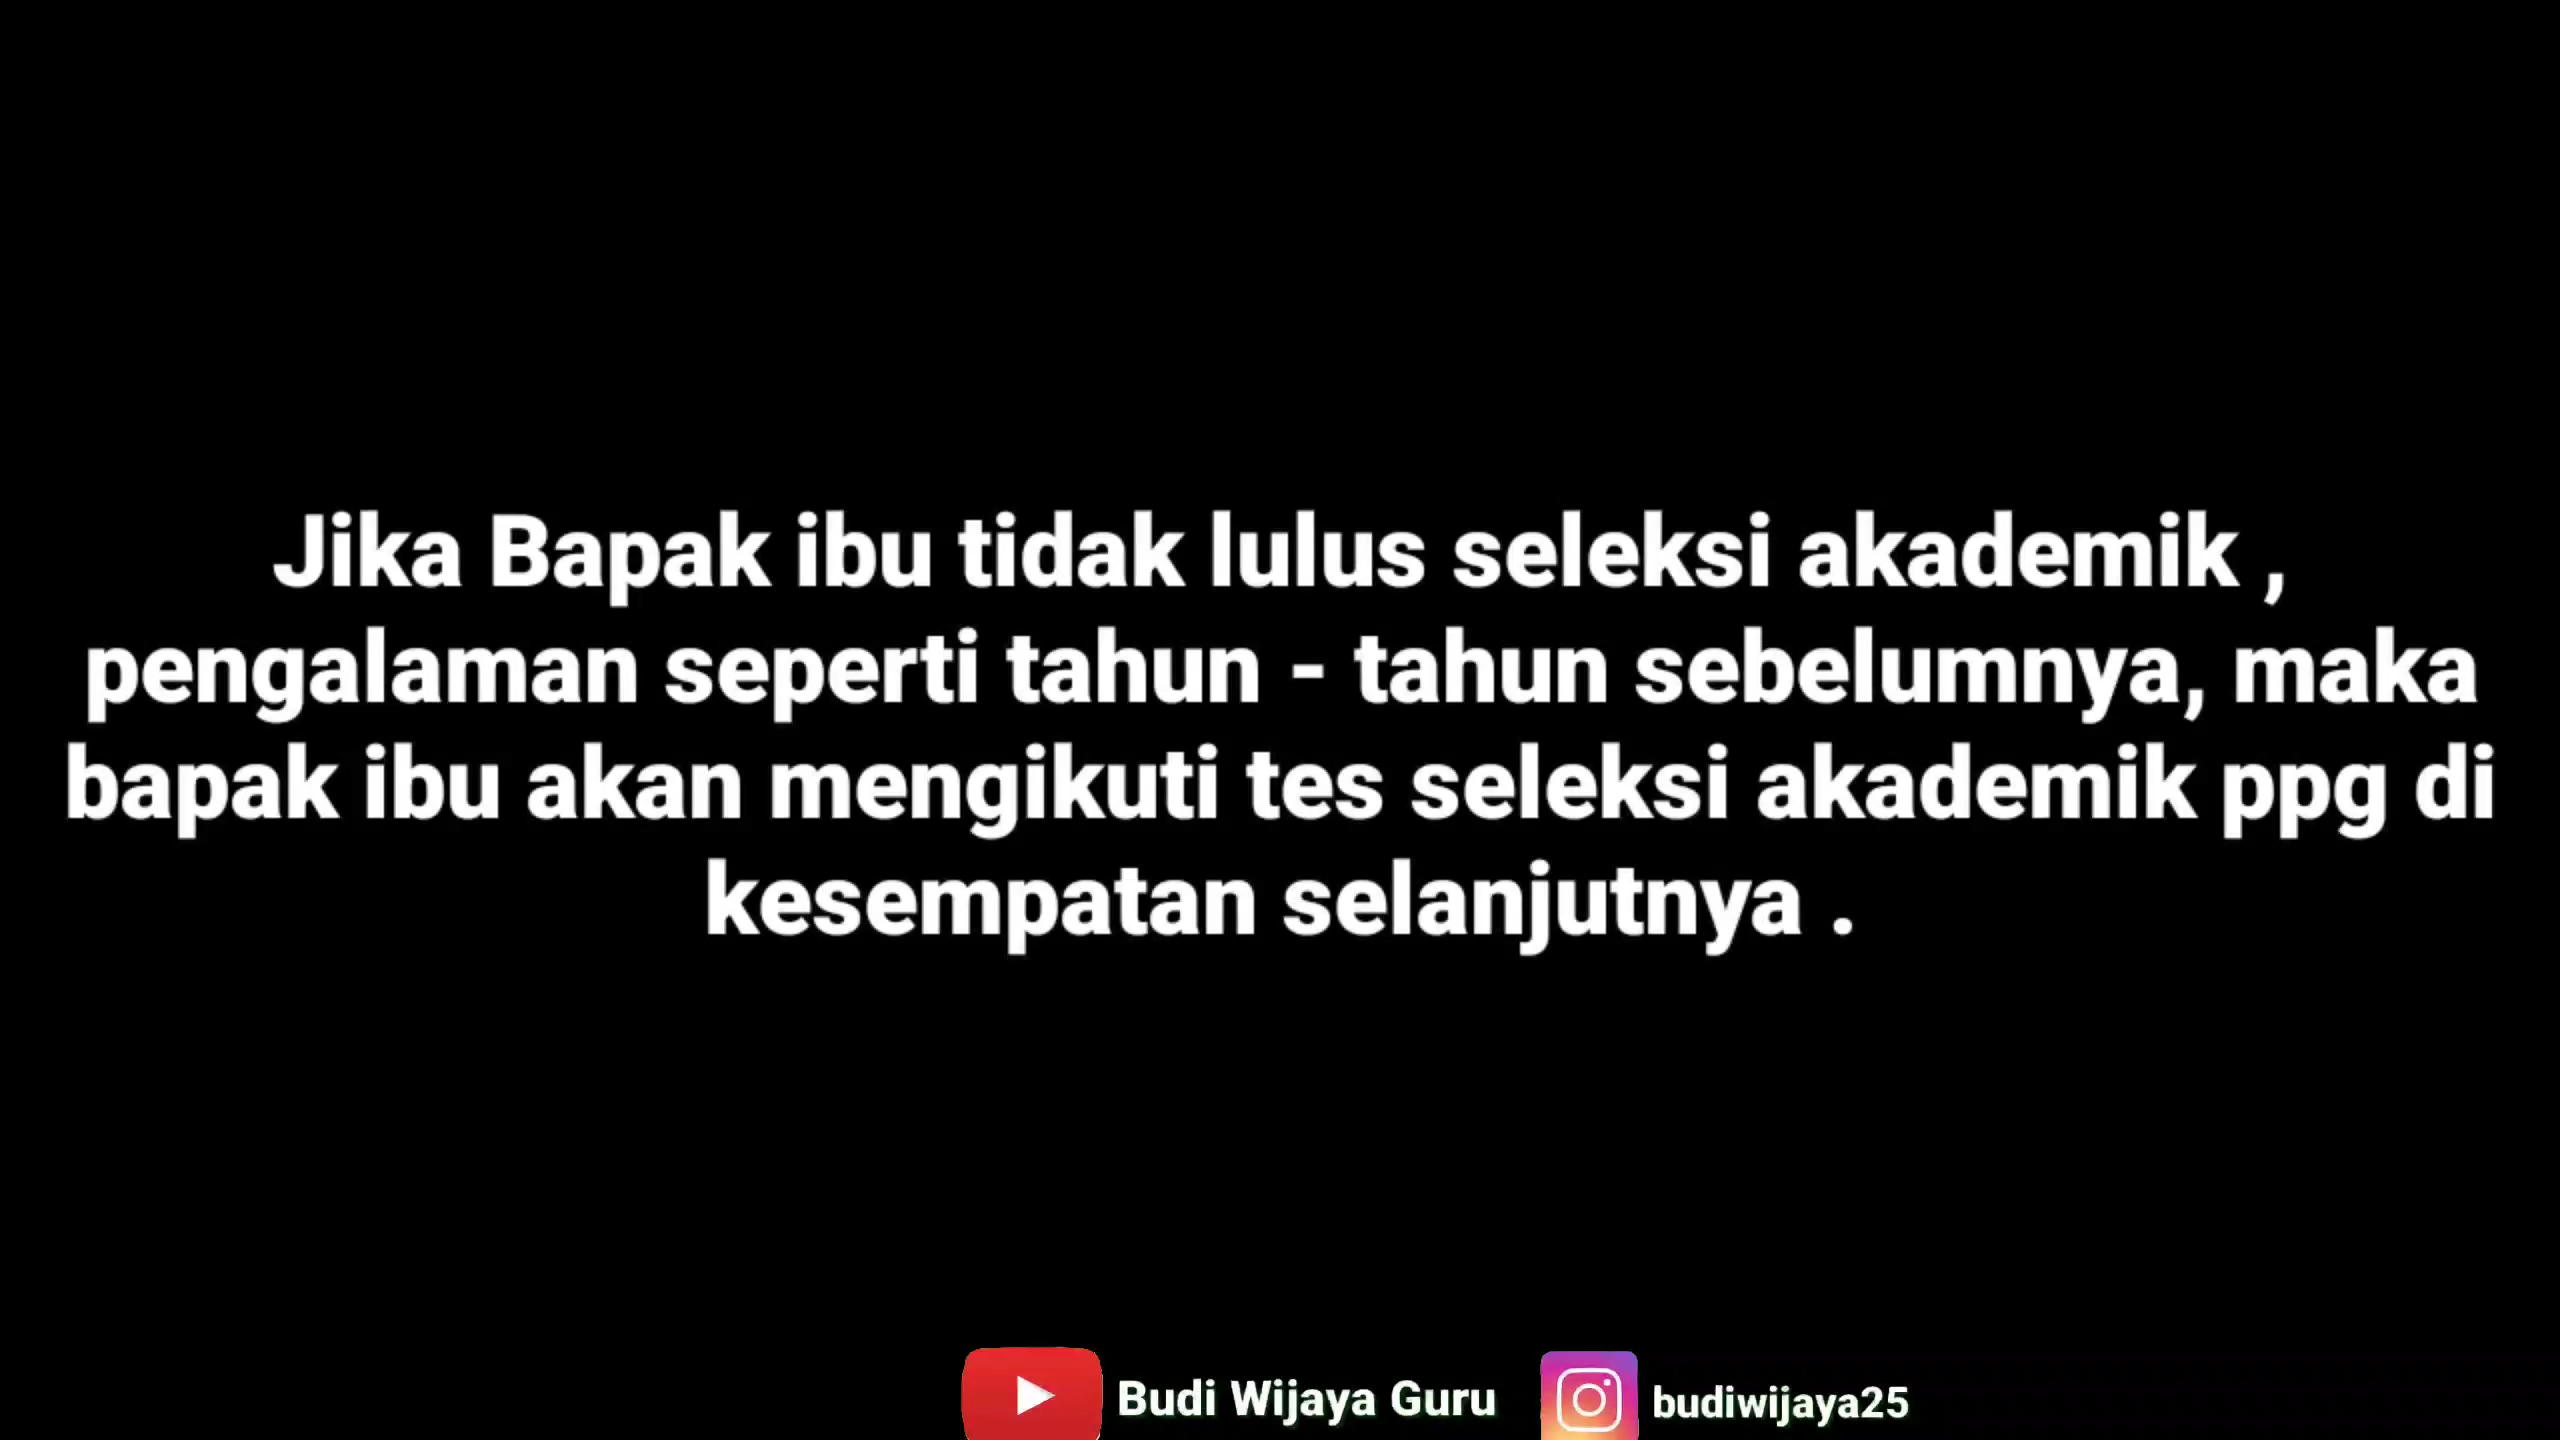 Jika Bapak ibu tidak lulus seleksi akademik ,
pengalaman seperti tahun - tahun sebelumnya, maka
bapak ibu akan mengikuti tes seleksi akademik ppg di
kesempatan selanjutnya .
Budi Wijaya Guru
budiwijaya25